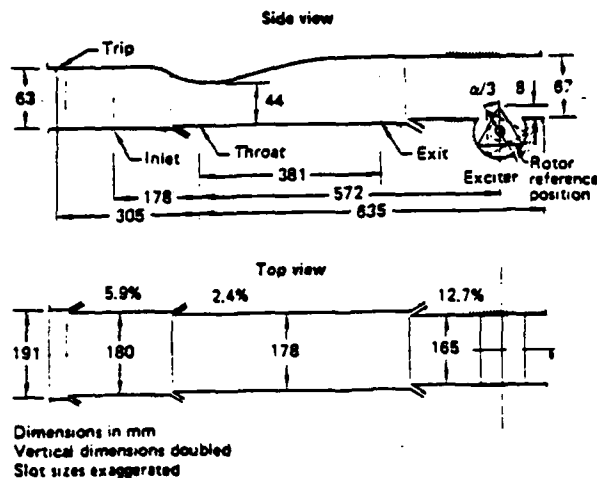 Side view
Trip
63
44
α/3
8
67
Inlet
Throat
Exit
Exciter
Rotor
reference
position
381
178
572
305
635
Top view
5.9%
2.4%
12.7%
191
180
178
165
Dimensions in mm
Vertical dimensions doubled
Slot sizes exaggerated